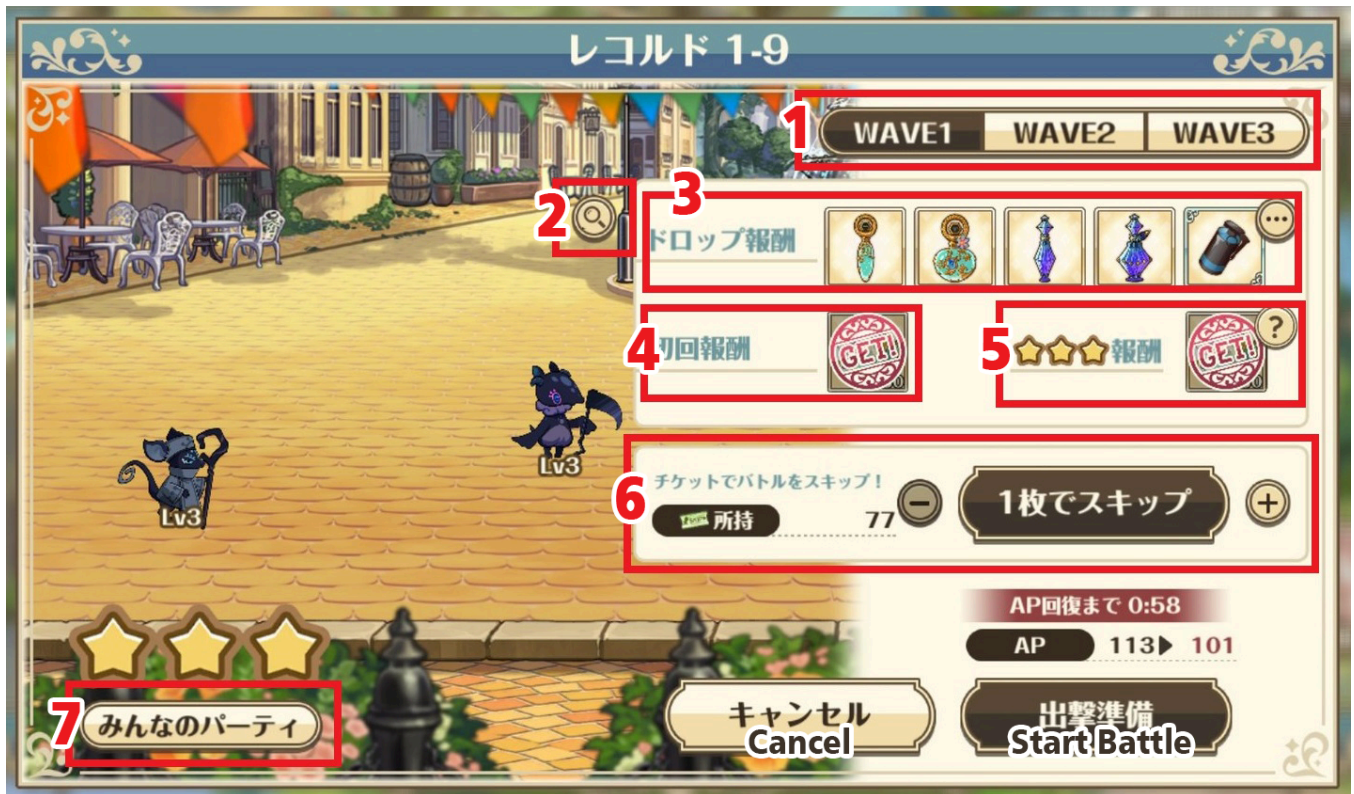 レコルド 1-9
1
WAVE1
WAVE2
WAVE3
2
3
ドロップ報酬
4
初回報酬
GET!
5
報酬
GET!
?
6
チケットでバトルをスキップ!
所持
77
1枚でスキップ
Lv3
Lv3
AP回復まで 0:58
AP
113▶ 101
7
みんなのパーティ
キャンセル
Cancel
出撃準備
Start Battle